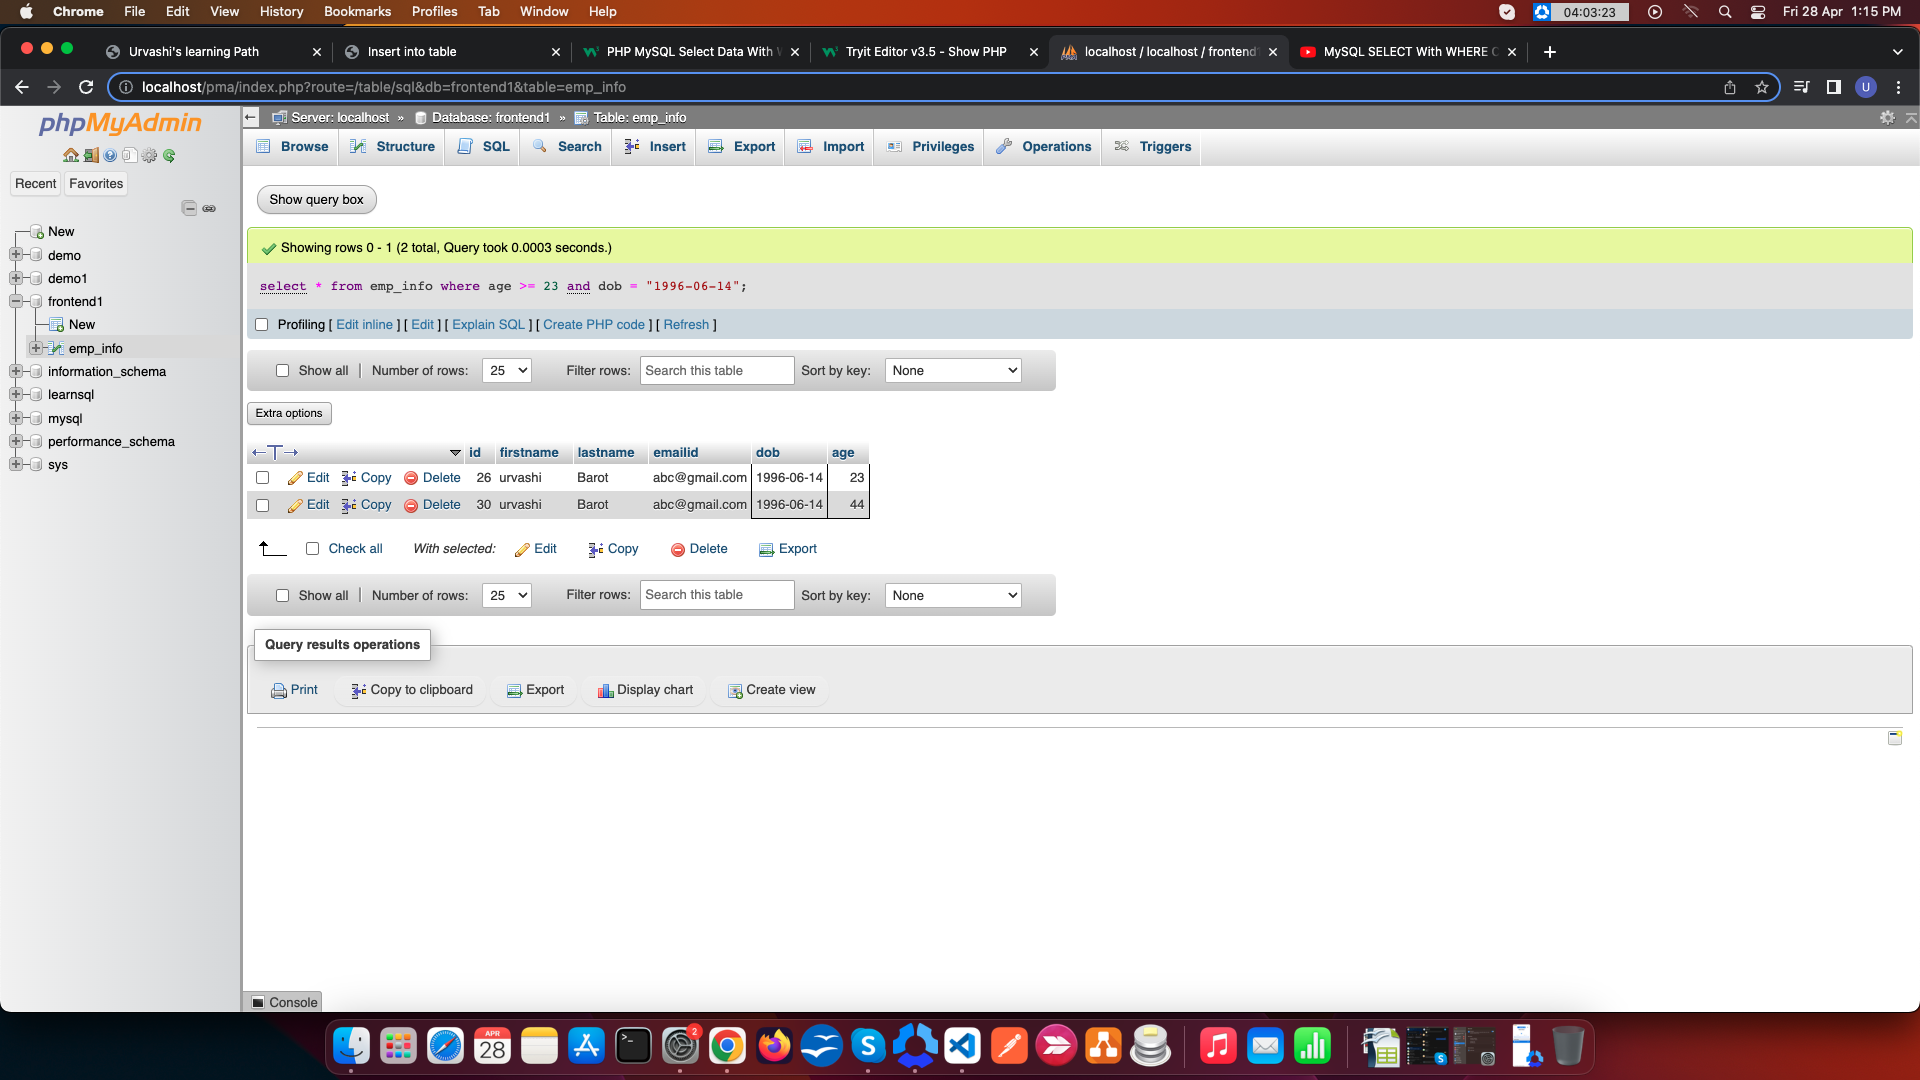 Chrome File Edit View History Bookmarks Profiles Tab Window Help 04:03:23 Fri 28 Apr 1:15 PM
Urvashi's learning Path Insert into table PHP MySQL Select Data With Tryit Editor v3.5 - Show PHP localhost / localhost / frontend MySQL SELECT With WHERE C
localhost/pma/index.php?route=/table/sql&db=frontend1&table=emp_info U
phpMyAdmin
Recent Favorites
New
demo
demo1
frontend1
New
emp_info
information_schema
learnsql
mysql
performance_schema
sys
Server: localhost » Database: frontend1 » Table: emp_info
Browse Structure SQL Search Insert Export Import Privileges Operations Triggers
Show query box
Showing rows 0 - 1 (2 total, Query took 0.0003 seconds.)
select * from emp_info where age >= 23 and dob = "1996-06-14";
Profiling [ Edit inline ] [ Edit ] [ Explain SQL ] [ Create PHP code ] [ Refresh ]
Show all | Number of rows: 25 Filter rows: Search this table Sort by key: None
Extra options
←T→ id firstname lastname emailid dob age
Edit Copy Delete 26 urvashi Barot abc@gmail.com 1996-06-14 23
Edit Copy Delete 30 urvashi Barot abc@gmail.com 1996-06-14 44
Check all With selected: Edit Copy Delete Export
Show all | Number of rows: 25 Filter rows: Search this table Sort by key: None
Query results operations
Print Copy to clipboard Export Display chart Create view
Console
APR
28
2